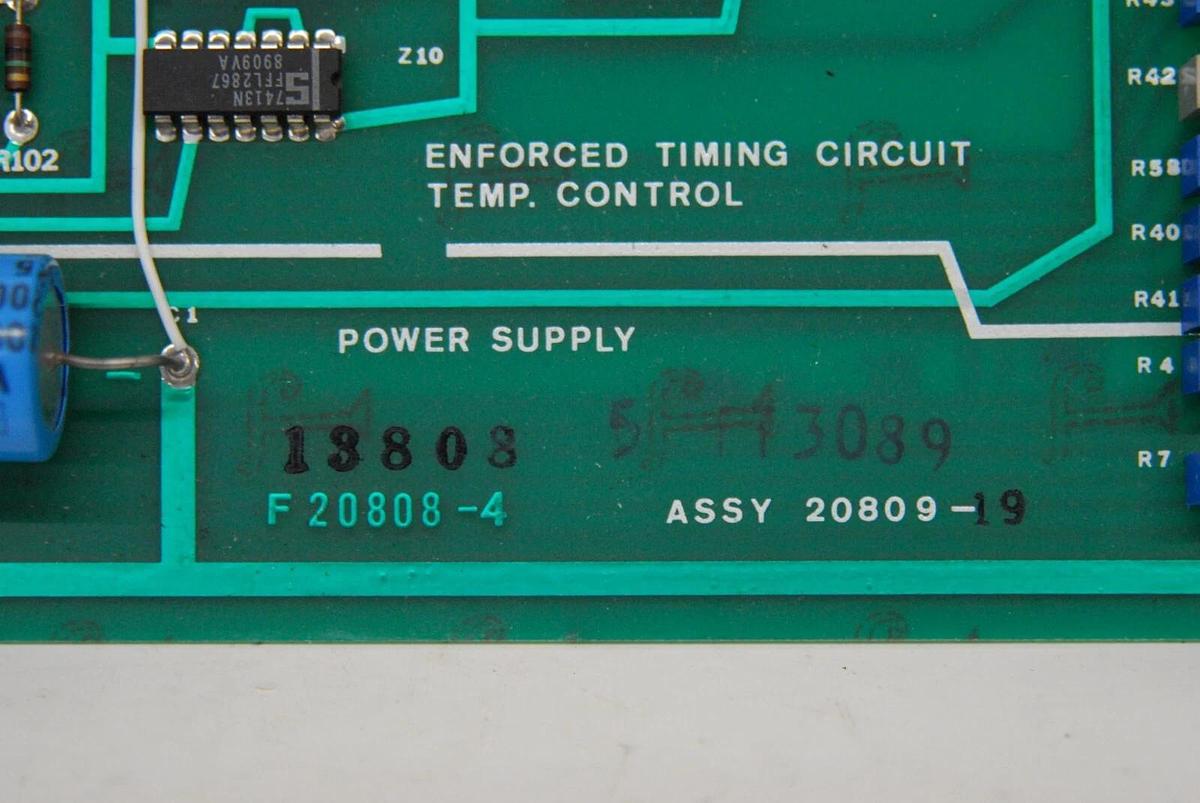 R43
Z10
R42
7413N
FFL2867
8909VA
R102
ENFORCED TIMING CIRCUIT
TEMP. CONTROL
R58
R40
R41
C1
POWER SUPPLY
R4
13808
3089
R7
F20808-4
ASSY 20809-19